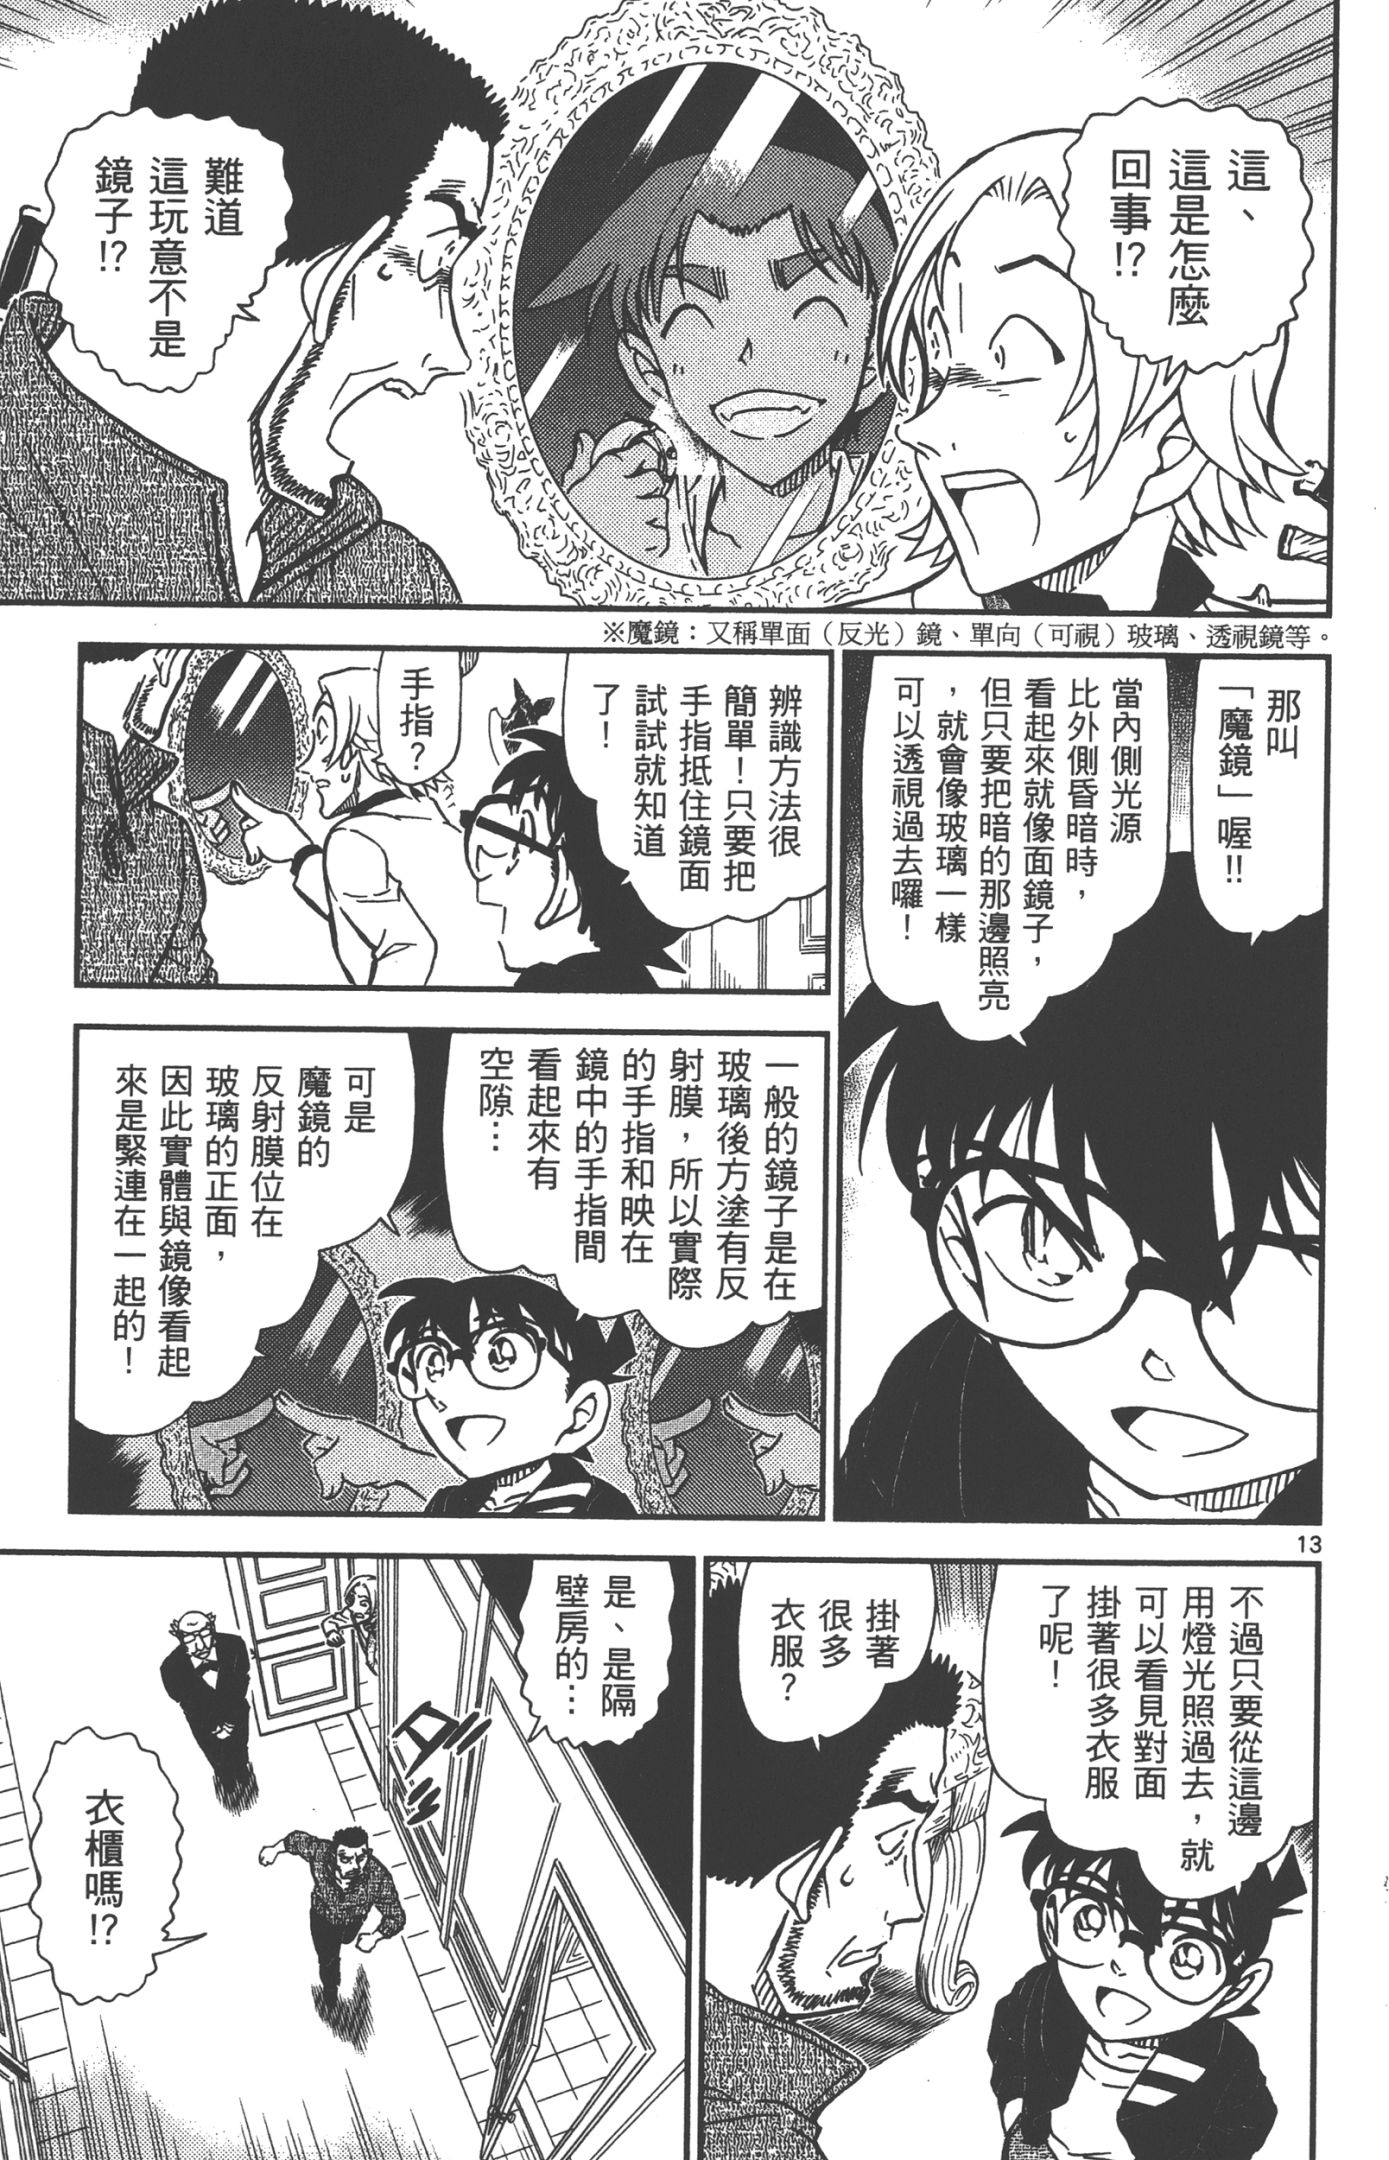 這、
這是怎麼
回事!?
難道
這玩意不是
鏡子!?
※魔鏡：又稱單面（反光）鏡、單向（可視）玻璃、透視鏡等。
那叫
「魔鏡」喔!!
當內側光源
比外側昏暗時，
看起來就像面鏡子，
但只要把暗的那邊照亮
，就會像玻璃一樣
可以透視過去囉！
辨識方法很
簡單！只要把
手指抵住鏡面
試試就知道
了！
手指？
一般的鏡子是在
玻璃後方塗有反
射膜，所以實際
的手指和映在
鏡中的手指間
看起來有
空隙…
可是
魔鏡的
反射膜位在
玻璃的正面，
因此實體與鏡像看起
來是緊連在一起的！
13
不過只要從這邊
用燈光照過去，就
可以看見對面
掛著很多衣服
了呢！
掛著
很多
衣服？
是、是隔
壁房的…
衣櫃嗎!?